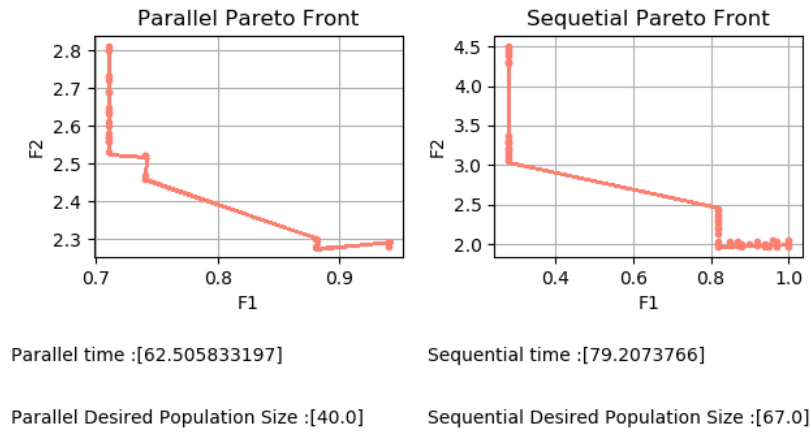 Parallel Pareto Front
2.8
2.7
2.6
2.5
2.4
2.3
F2
0.7 0.8 0.9
F1
Sequetial Pareto Front
4.5
4.0
3.5
3.0
2.5
2.0
F2
0.4 0.6 0.8 1.0
F1
Parallel time :[62.505833197]
Sequential time :[79.2073766]
Parallel Desired Population Size :[40.0]
Sequential Desired Population Size :[67.0]